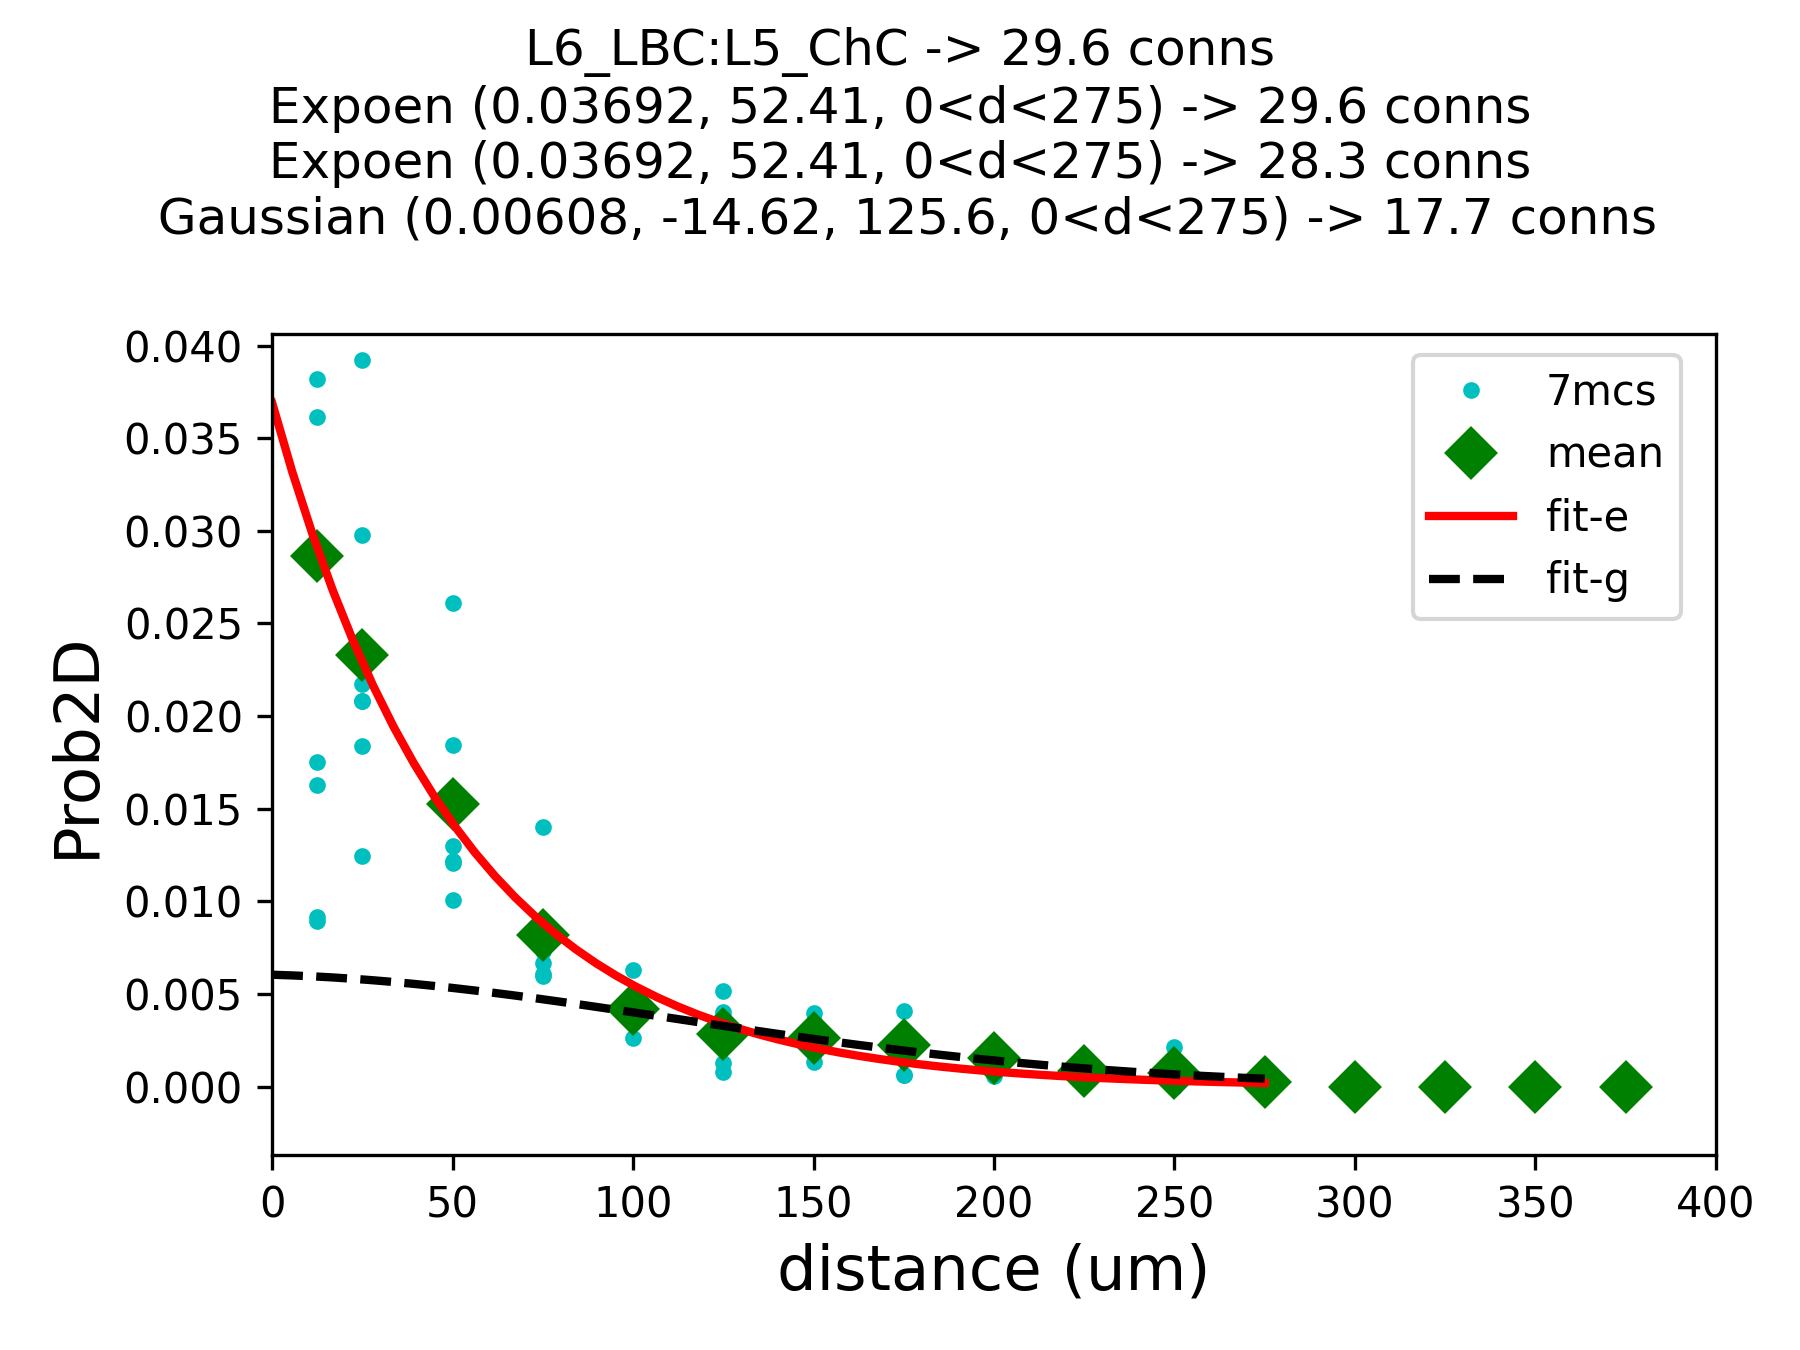 L6_LBC:L5_ChC -> 29.6 conns
Expoen (0.03692, 52.41, 0<d<275) -> 29.6 conns
Expoen (0.03692, 52.41, 0<d<275) -> 28.3 conns
Gaussian (0.00608, -14.62, 125.6, 0<d<275) -> 17.7 conns
0.040
0.035
0.030
0.025
0.020
0.015
0.010
0.005
0.000
Prob2D
7mcs
mean
fit-e
fit-g
0 50 100 150 200 250 300 350 400
distance (um)